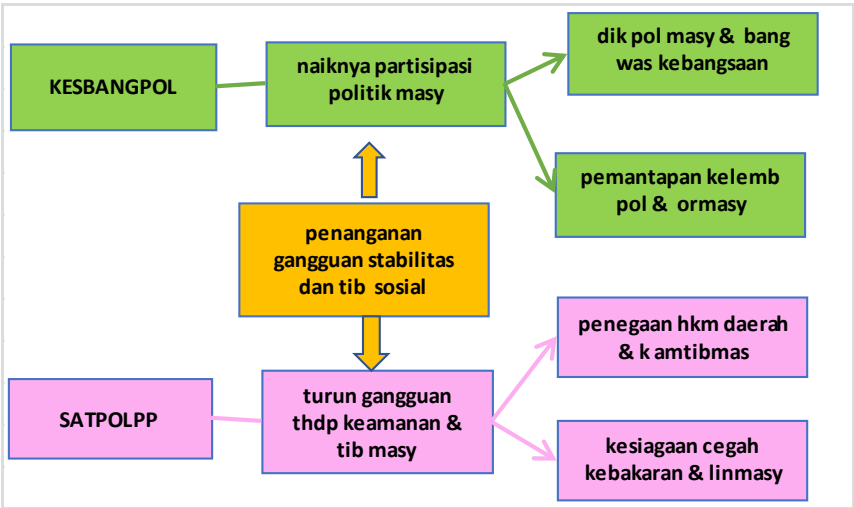 KESBANGPOL
naiknya partisipasi
politik masy
dik pol masy & bang
was kebangsaan
pemantapan kelemb
pol & ormasy
penanganan
gangguan stabilitas
dan tib sosial
SATPOLPP
turun gangguan
thdp keamanan &
tib masy
penegaan hkm daerah
& k amtibmas
kesiagaan cegah
kebakaran & linmasy